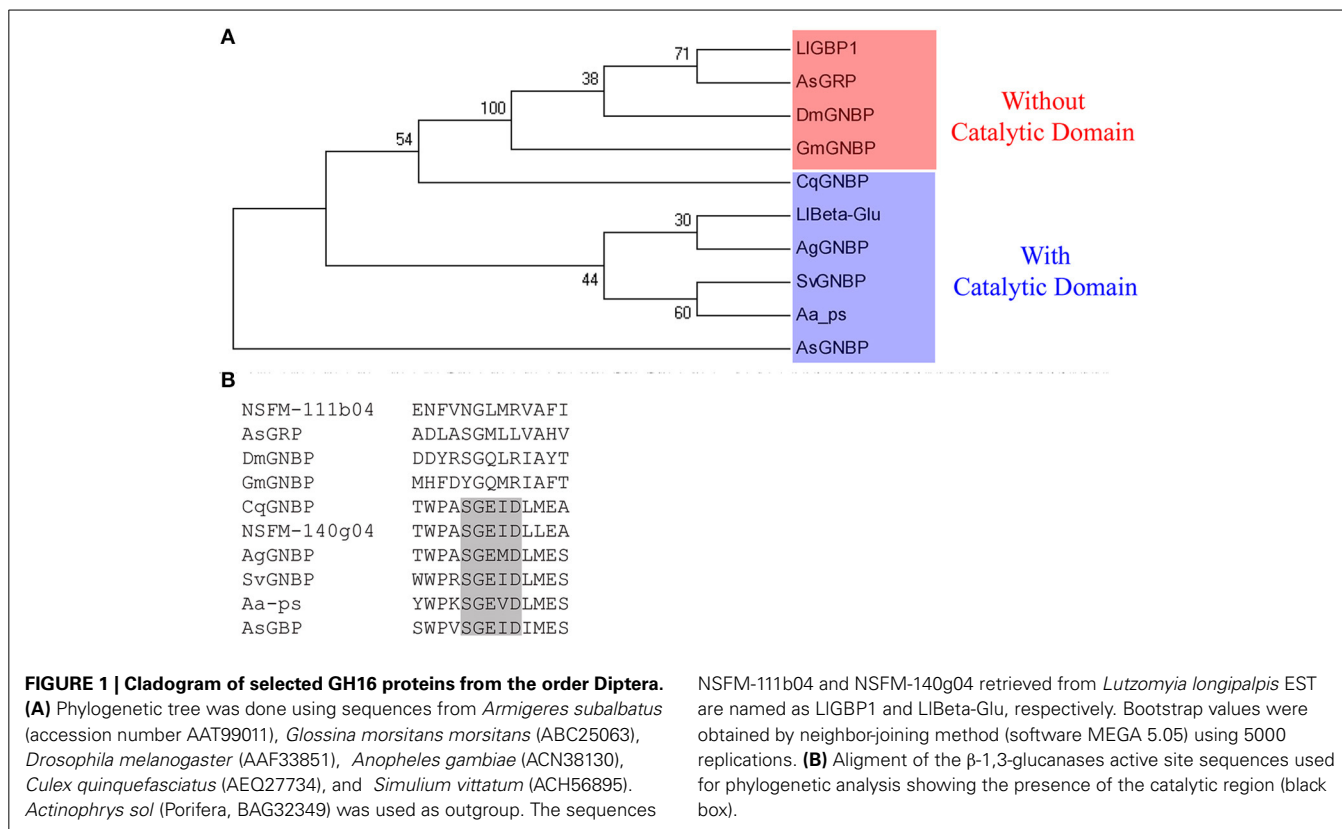 A
LIGBP1
71
AsGRP
38
DmGNBP
100
GmGNBP
54
CqGNBP
LIBeta-Glu
30
AgGNBP
44
SvGNBP
60
Aa_ps
AsGNBP
Without
Catalytic Domain
With
Catalytic Domain
B
NSFM-111b04 ENFVNGLMRVAFI
AsGRP ADLASGMLLVAHV
DmGNBP DDYRSGQLRIAYT
GmGNBP MHFDYGQMRIAFT
CqGNBP TWPASGEIDLMEA
NSFM-140g04 TWPASGEIDLLEA
AgGNBP TWPASGEMDLMES
SvGNBP WWPRSGEIDLMES
Aa-ps YWPKSGEVDLMES
AsGBP SWPVSGEIDIMES
FIGURE 1 | Cladogram of selected GH16 proteins from the order Diptera.
(A) Phylogenetic tree was done using sequences from Armigeres subalbatus
(accession number AAT99011), Glossina morsitans morsitans (ABC25063),
Drosophila melanogaster (AAF33851), Anopheles gambiae (ACN38130),
Culex quinquefasciatus (AEQ27734), and Simulium vittatum (ACH56895).
Actinophrys sol (Porifera, BAG32349) was used as outgroup. The sequences
NSFM-111b04 and NSFM-140g04 retrieved from Lutzomyia longipalpis EST
are named as LIGBP1 and LIBeta-Glu, respectively. Bootstrap values were
obtained by neighbor-joining method (software MEGA 5.05) using 5000
replications. (B) Aligment of the β-1,3-glucanases active site sequences used
for phylogenetic analysis showing the presence of the catalytic region (black
box).